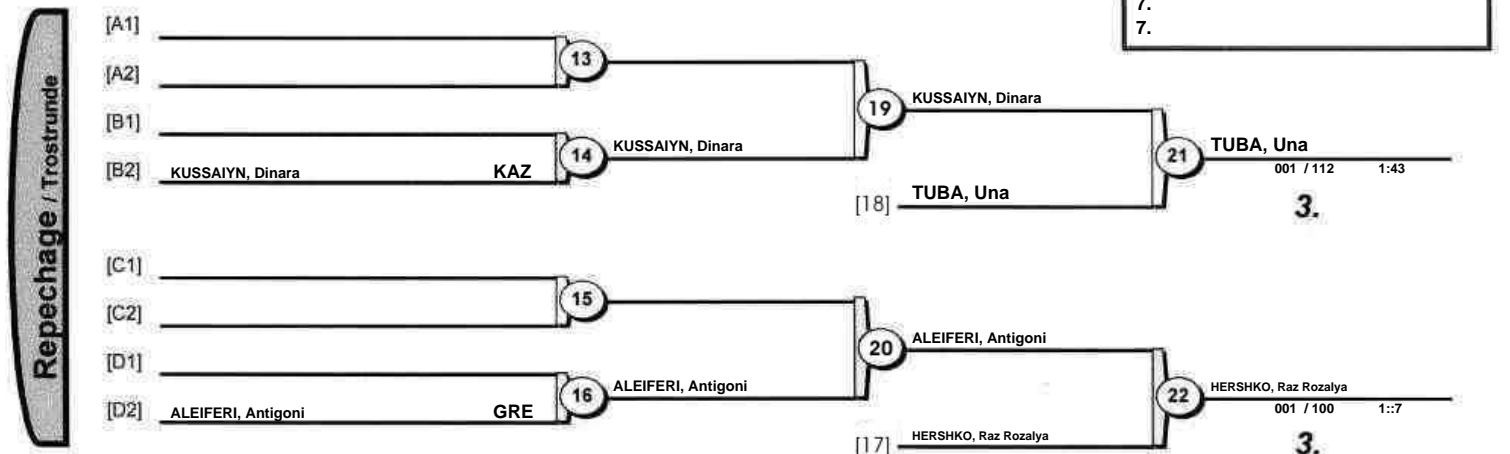 7.
7.
Repechage / Trostrunde
[A1]
13
[A2]
KUSSAIYN, Dinara
19
[B1]
KUSSAIYN, Dinara
14
TUBA, Una
21
[B2] KUSSAIYN, Dinara KAZ
001 / 112 1:43
[18] TUBA, Una
3.
[C1]
15
[C2]
ALEIFERI, Antigoni
20
[D1]
ALEIFERI, Antigoni
16
HERSHKO, Raz Rozalya
22
[D2] ALEIFERI, Antigoni GRE
001 / 100 1::7
[17] HERSHKO, Raz Rozalya
3.